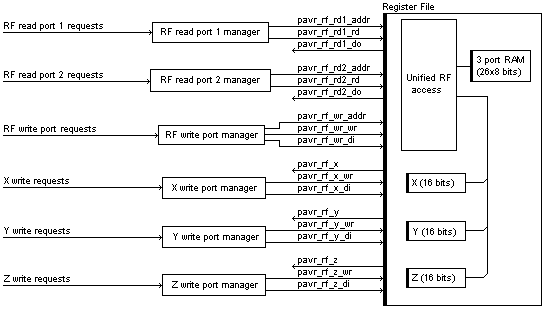 Register File
RF read port 1 requests
RF read port 1 manager
pavr_rf_rd1_addr
pavr_rf_rd1_rd
pavr_rf_rd1_do
RF read port 2 requests
RF read port 2 manager
pavr_rf_rd2_addr
pavr_rf_rd2_rd
pavr_rf_rd2_do
Unified RF
access
3 port RAM
(26x8 bits)
RF write port requests
RF write port manager
pavr_rf_wr_addr
pavr_rf_wr_wr
pavr_rf_wr_di
X write requests
X write port manager
pavr_rf_x
pavr_rf_x_wr
pavr_rf_x_di
X (16 bits)
Y write requests
Y write port manager
pavr_rf_y
pavr_rf_y_wr
pavr_rf_y_di
Y (16 bits)
Z write requests
Z write port manager
pavr_rf_z
pavr_rf_z_wr
pavr_rf_z_di
Z (16 bits)